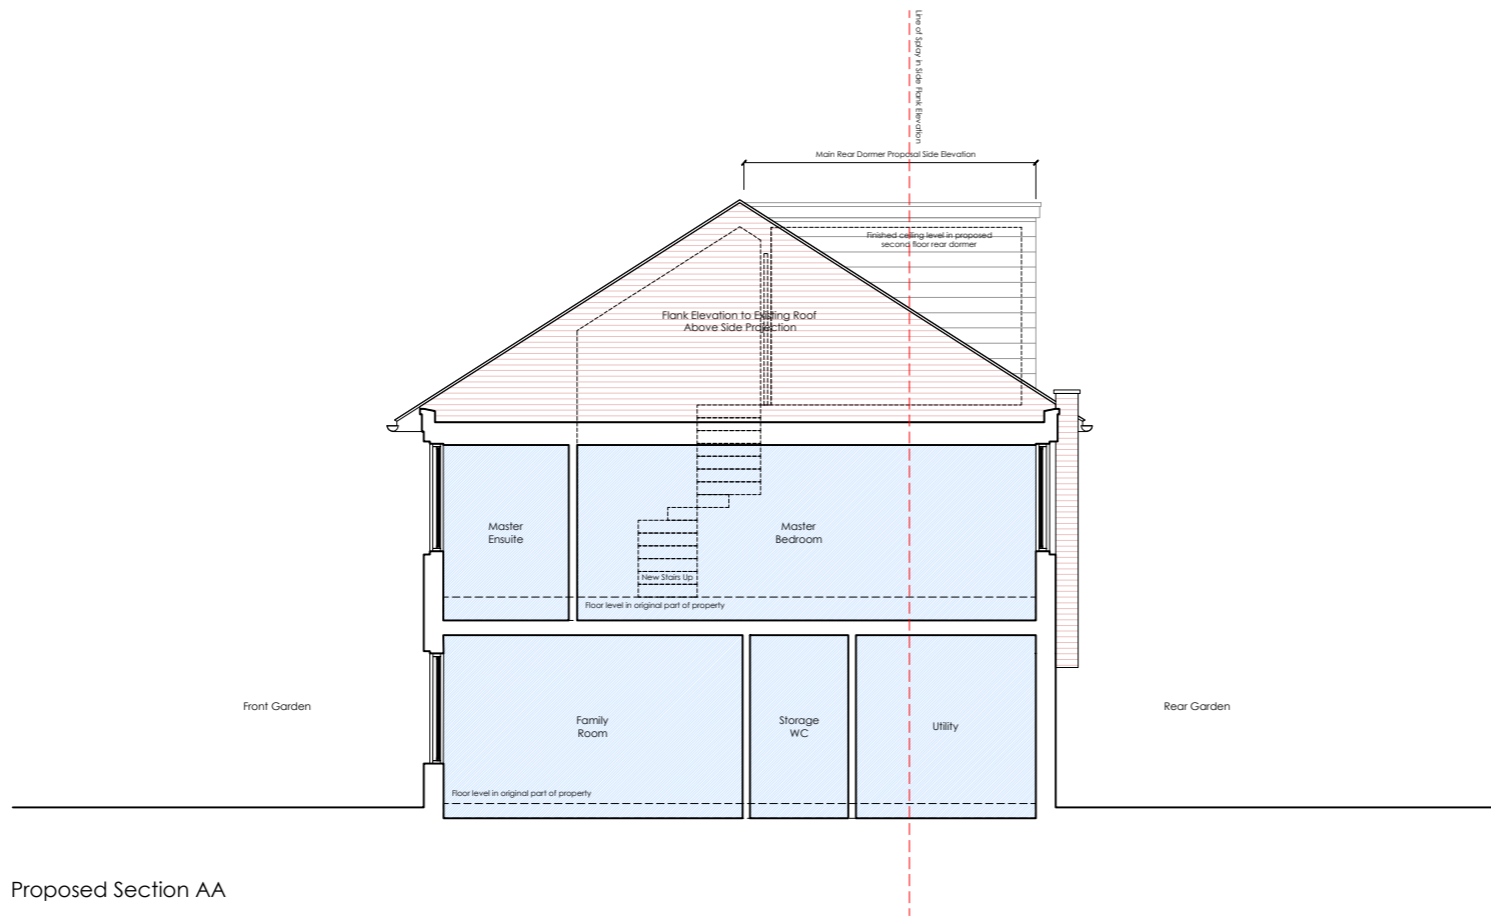 Line of Splay in Side Flank Elevation
Main Rear Dormer Proposal Side Elevation
Finished ceiling level in proposed
second floor rear dormer
Flank Elevation to Existing Roof
Above Side Projection
Master
Ensuite
Master
Bedroom
New Stairs Up
Floor level in original part of property
Front Garden
Family
Room
Storage
WC
Utility
Rear Garden
Floor level in original part of property
Proposed Section AA